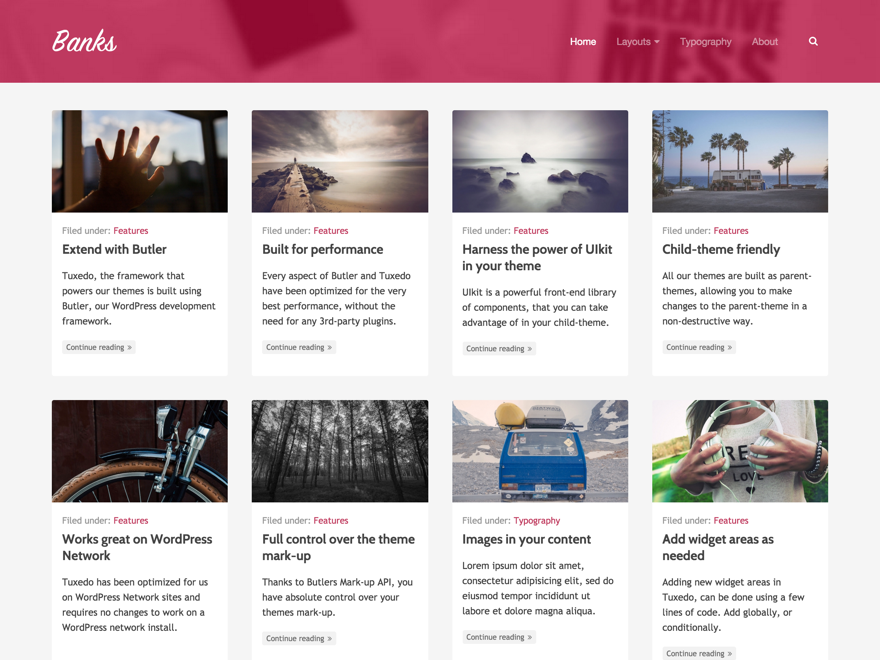 CREATIVE
MESS
Banks
Home Layouts Typography About
Filed under: Features
Extend with Butler
Tuxedo, the framework that
powers our themes is built using
Butler, our WordPress development
framework.
Continue reading »
Filed under: Features
Built for performance
Every aspect of Butler and Tuxedo
have been optimized for the very
best performance, without the
need for any 3rd-party plugins.
Continue reading »
Filed under: Features
Harness the power of UIkit
in your theme
UIkit is a powerful front-end library
of components, that you can take
advantage of in your child-theme.
Continue reading »
Filed under: Features
Child-theme friendly
All our themes are built as parent-
themes, allowing you to make
changes to the parent-theme in a
non-destructive way.
Continue reading »
Filed under: Features
Works great on WordPress
Network
Tuxedo has been optimized for us
on WordPress Network sites and
requires no changes to work on a
WordPress network install.
Filed under: Features
Full control over the theme
mark-up
Thanks to Butlers Mark-up API, you
have absolute control over your
themes mark-up.
Continue reading »
Filed under: Typography
Images in your content
Lorem ipsum dolor sit amet,
consectetur adipisicing elit, sed do
eiusmod tempor incididunt ut
labore et dolore magna aliqua.
Continue reading »
LOVE
Filed under: Features
Add widget areas as
needed
Adding new widget areas in
Tuxedo, can be done using a few
lines of code. Add globally, or
conditionally.
Continue reading »